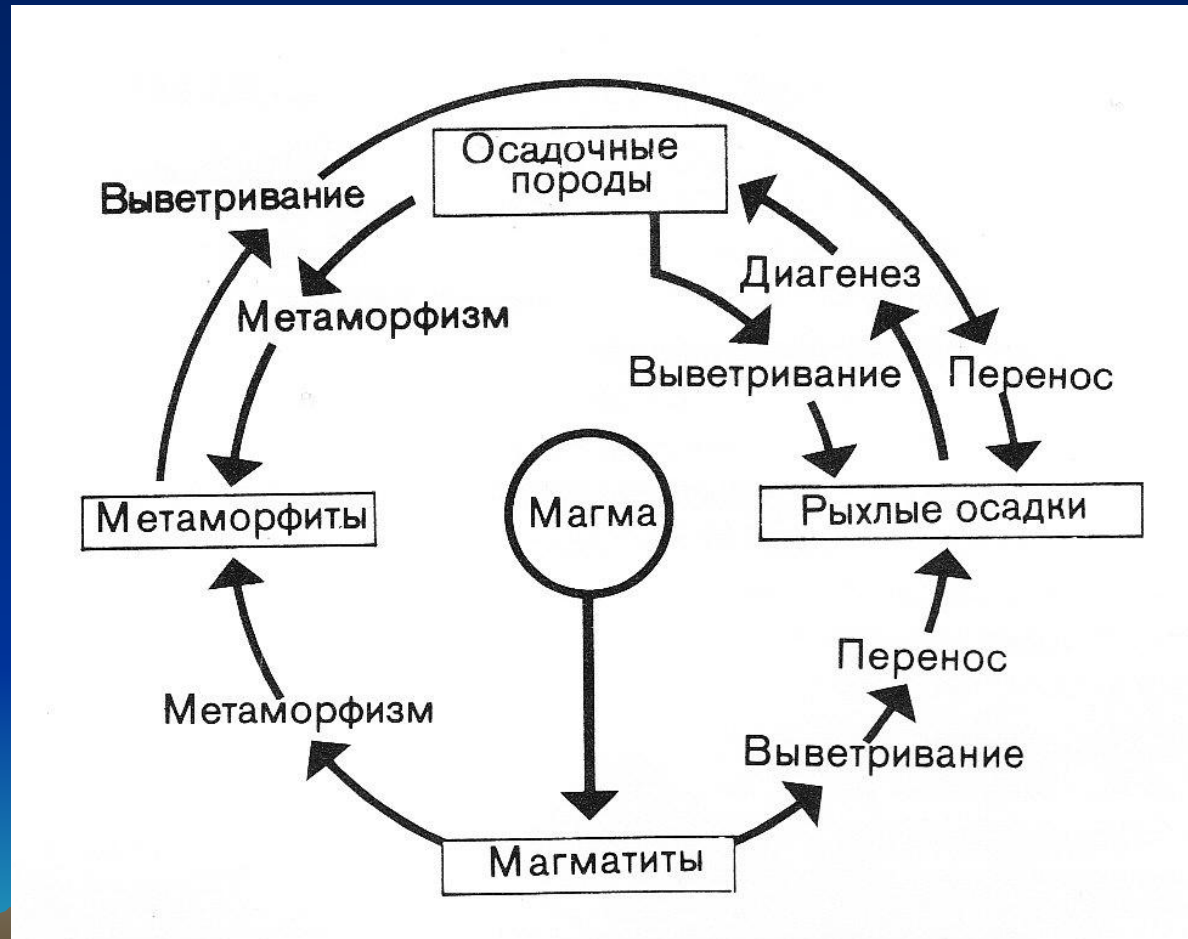 Осадочные
породы
Выветривание
Диагенез
Метаморфизм
Выветривание
Перенос
Магма
Метаморфиты
Рыхлые осадки
Перенос
Метаморфизм
Выветривание
Магматиты